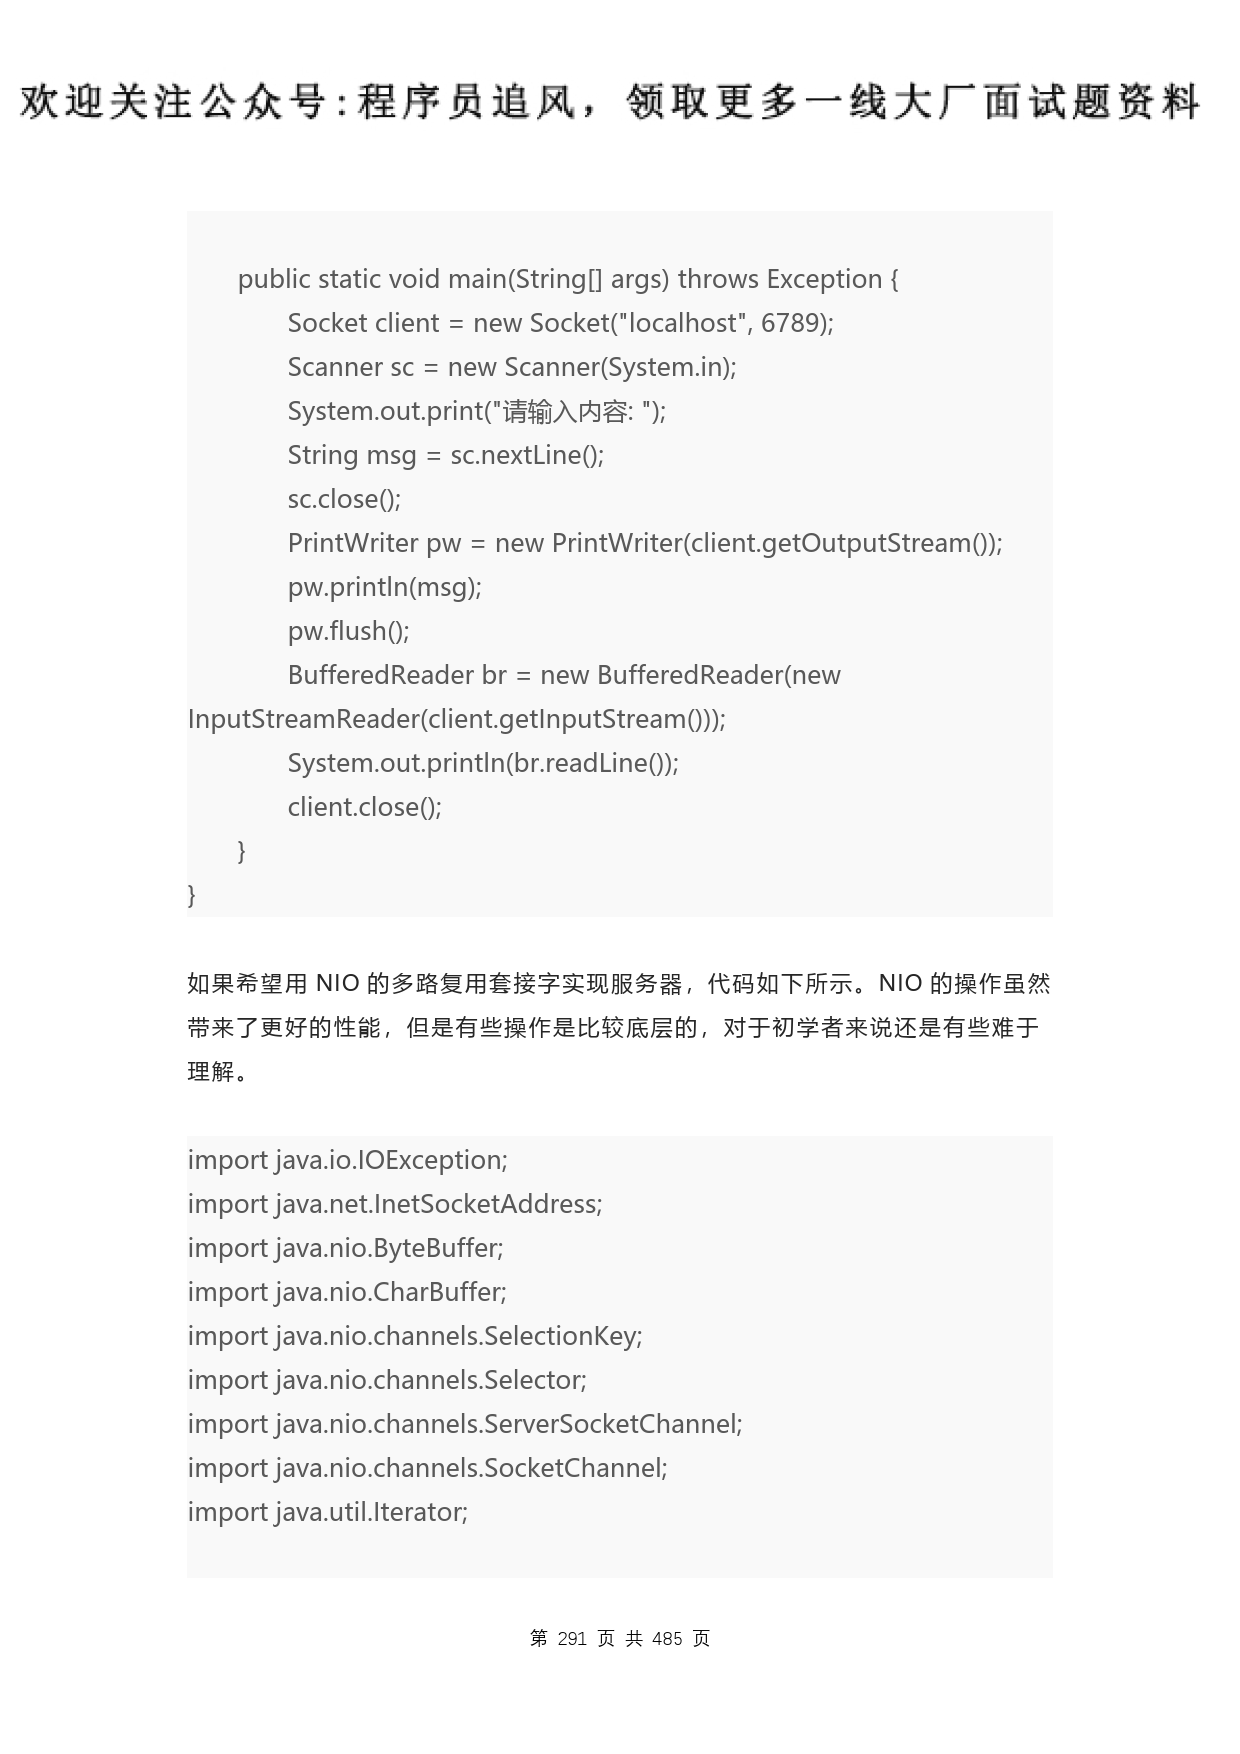 欢迎关注公众号:程序员追风，领取更多一线大厂面试题资料
public static void main(String[] args) throws Exception {
Socket client = new Socket("localhost", 6789);
Scanner sc = new Scanner(System.in);
System.out.print("请输入内容: ");
String msg = sc.nextLine();
sc.close();
PrintWriter pw = new PrintWriter(client.getOutputStream());
pw.println(msg);
pw.flush();
BufferedReader br = new BufferedReader(new
InputStreamReader(client.getInputStream()));
System.out.println(br.readLine());
client.close();
}
}
如果希望用 NIO 的多路复用套接字实现服务器，代码如下所示。NIO 的操作虽然
带来了更好的性能，但是有些操作是比较底层的，对于初学者来说还是有些难于
理解。
import java.io.IOException;
import java.net.InetSocketAddress;
import java.nio.ByteBuffer;
import java.nio.CharBuffer;
import java.nio.channels.SelectionKey;
import java.nio.channels.Selector;
import java.nio.channels.ServerSocketChannel;
import java.nio.channels.SocketChannel;
import java.util.Iterator;
第 291 页 共 485 页